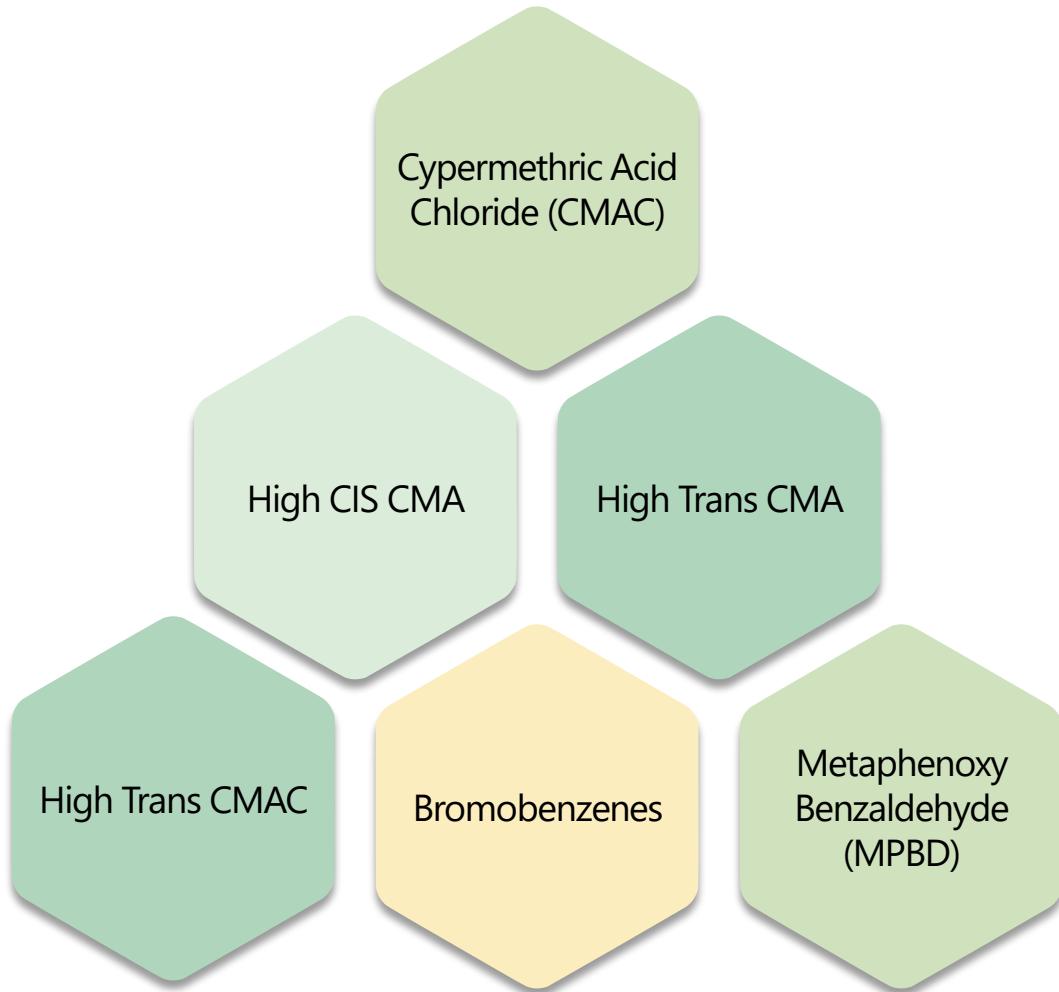 Cypermethric Acid
Chloride (CMAC)
High CIS CMA
High Trans CMA
High Trans CMAC
Bromobenzenes
Metaphenoxy
Benzaldehyde
(MPBD)